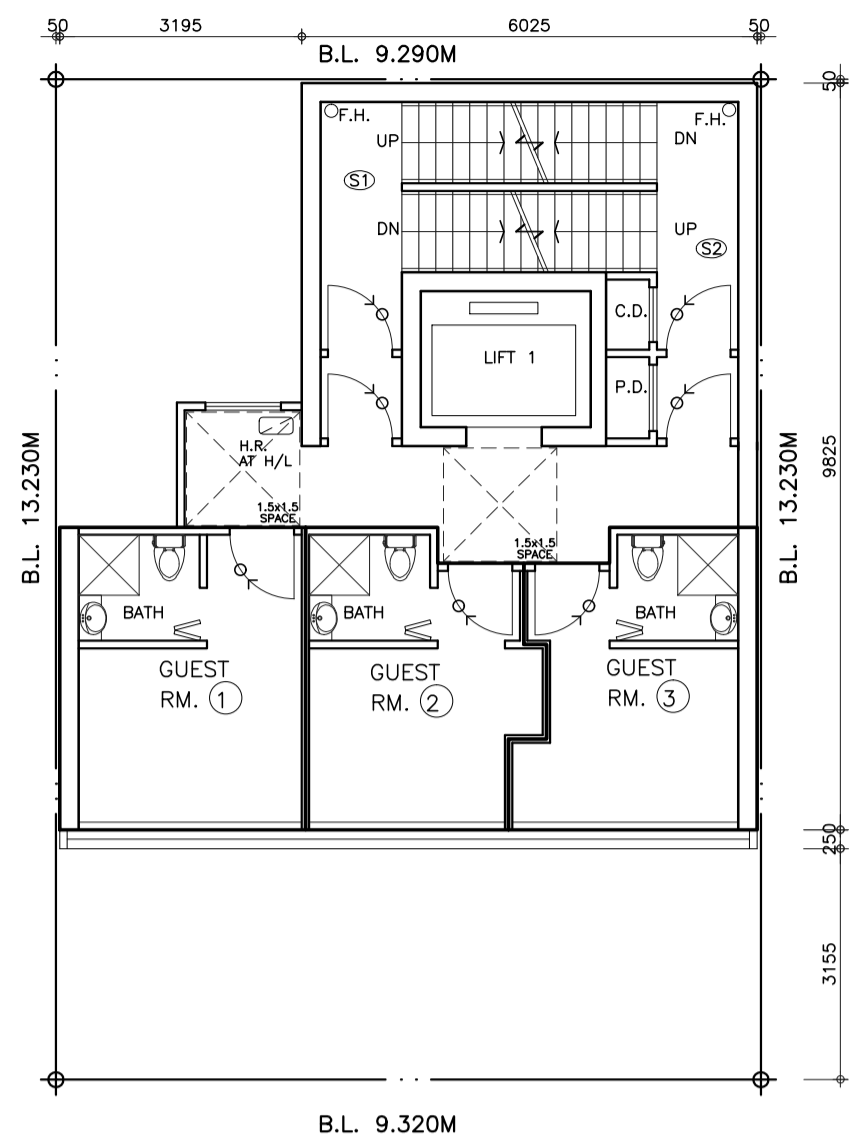 50 3195 6025 50
B.L. 9.290M
50
F.H. F.H.
UP DN
S1
DN UP
S2
C.D.
LIFT 1
P.D.
H.R.
AT H/L
1.5x1.5
SPACE
1.5x1.5
SPACE
B.L. 13.230M
B.L. 13.230M
9825
BATH BATH BATH
GUEST
RM. 1
GUEST
RM. 2
GUEST
RM. 3
250
3155
B.L. 9.320M